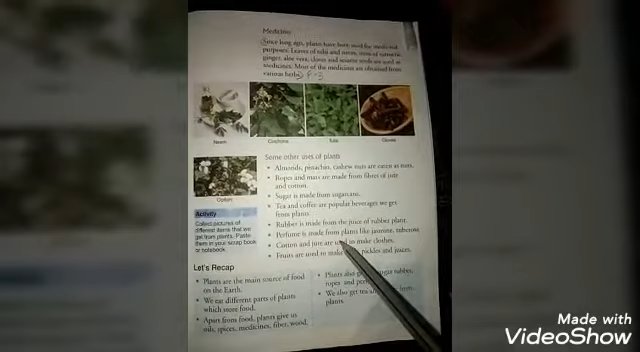 Medicine
Since long ago, plants have been used for medicinal
purposes. Leaves of tulsi and neem, stems of turmeric,
ginger, aloe vera, cloves and sesame seeds are used as
medicines. Most of the medicines are obtained from
various herbs.
Neem
Cinchona
Tulsi
Cloves
Cotton
Some other uses of plants
• Almonds, pistachio, cashew nuts are eaten as nuts.
• Ropes and mats are made from fibres of jute
and cotton.
• Sugar is made from sugarcane.
• Tea and coffee are popular beverages we get
from plants.
• Rubber is made from the juice of rubber plant.
• Perfume is made from plants like jasmine, tuberose
• Cotton and jute are used to make clothes.
• Fruits are used to make pickles and juices.
Activity
Collect pictures of
different items that we
get from plants. Paste
them in your scrap book
or notebook.
Let's Recap
• Plants are the main source of food
on the Earth.
• We eat different parts of plants
which store food.
• Apart from food, plants give us
oils, spices, medicines, fiber, wood,
• Plants also sugar rubber,
ropes and
• We also get tea from
plants.
Made with
VideoShow